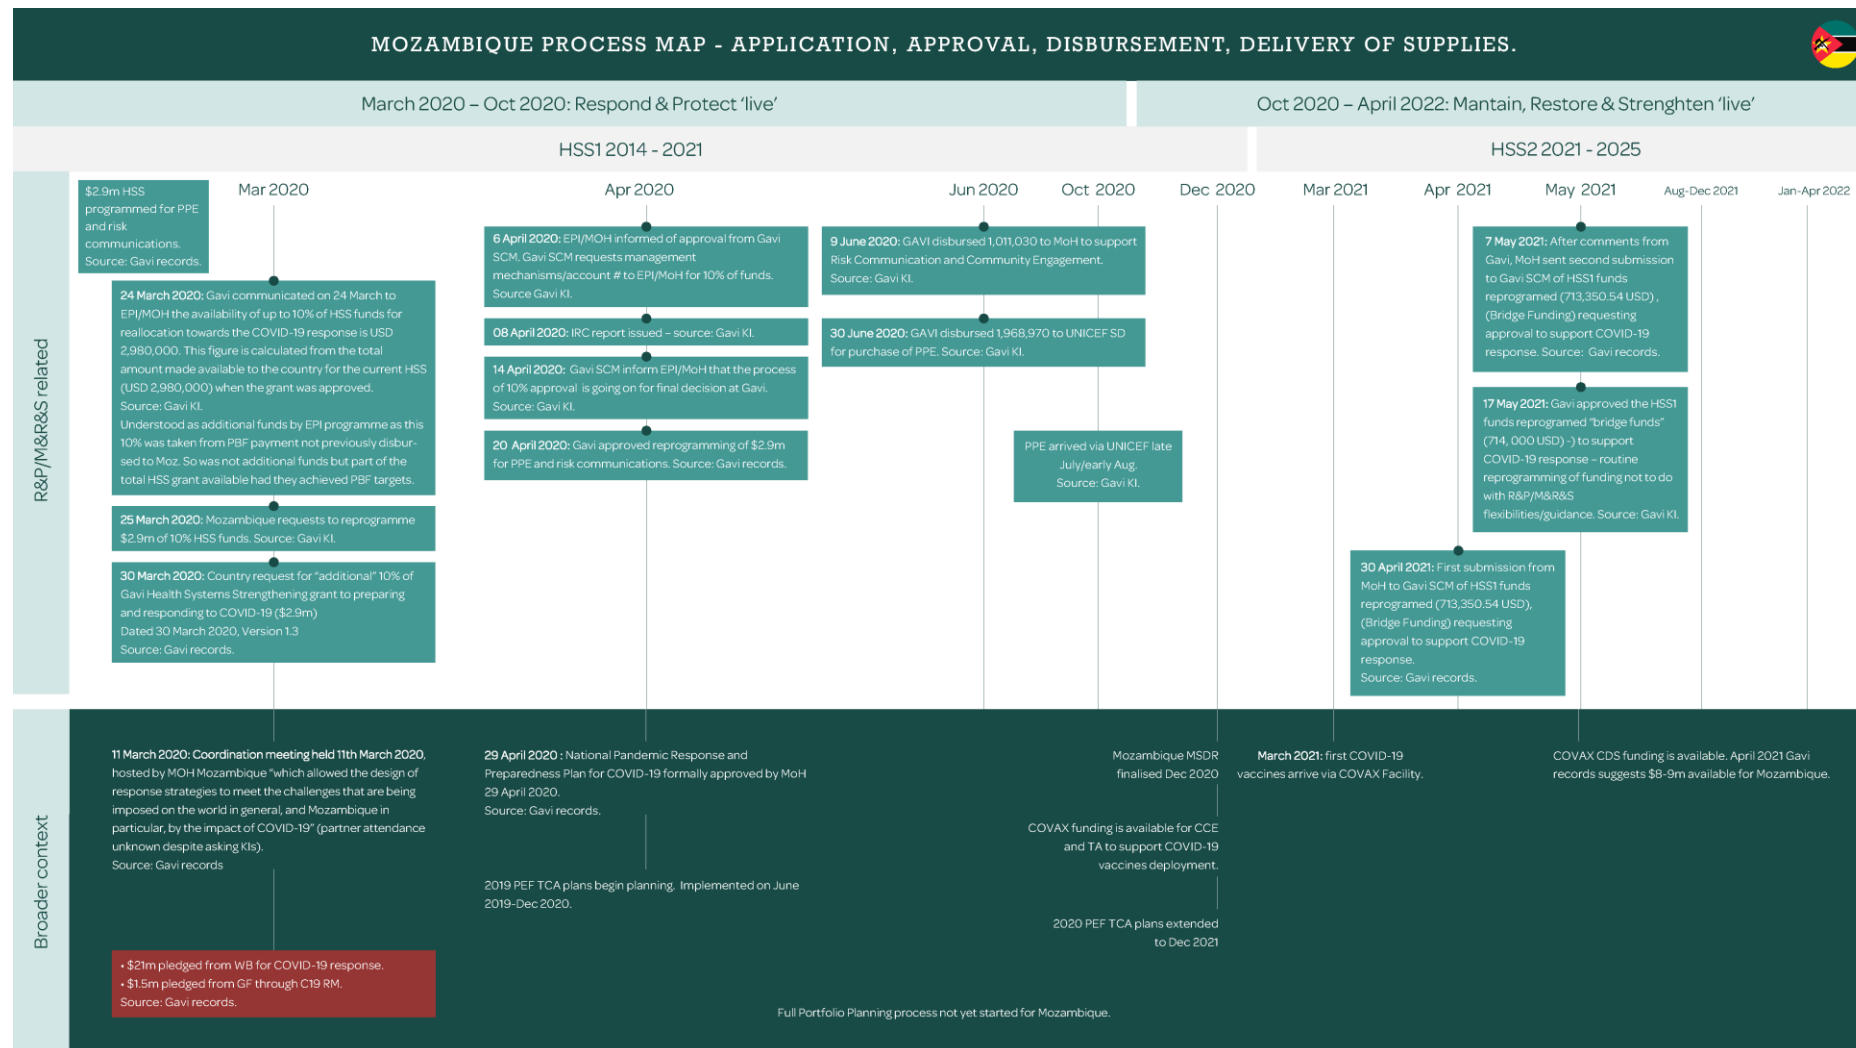 MOZAMBIQUE PROCESS MAP - APPLICATION, APPROVAL, DISBURSEMENT, DELIVERY OF SUPPLIES.
March 2020 – Oct 2020: Respond & Protect ‘live’
Oct 2020 – April 2022: Mantain, Restore & Strenghten ‘live’
HSS1 2014 - 2021
HSS2 2021 - 2025
R&P/M&R&S related
$2.9m HSS
programmed for PPE
and risk
communications.
Source: Gavi records.
Mar 2020
Apr 2020
Jun 2020
Oct 2020
Dec 2020
Mar 2021
Apr 2021
May 2021
Aug-Dec 2021
Jan-Apr 2022
24 March 2020: Gavi communicated on 24 March to
EPI/MOH the availability of up to 10% of HSS funds for
reallocation towards the COVID-19 response is USD
2,980,000. This figure is calculated from the total
amount made available to the country for the current HSS
(USD 2,980,000) when the grant was approved.
Source: Gavi KI.
Understood as additional funds by EPI programme as this
10% was taken from PBF payment not previously disbur-
sed to Moz. So was not additional funds but part of the
total HSS grant available had they achieved PBF targets.
25 March 2020: Mozambique requests to reprogramme
$2.9m of 10% HSS funds. Source: Gavi KI.
30 March 2020: Country request for “additional” 10% of
Gavi Health Systems Strengthening grant to preparing
and responding to COVID-19 ($2.9m)
Dated 30 March 2020, Version 1.3
Source: Gavi records.
6 April 2020: EPI/MOH informed of approval from Gavi
SCM. Gavi SCM requests management
mechanisms/account # to EPI/MoH for 10% of funds.
Source Gavi KI.
08 April 2020: IRC report issued – source: Gavi KI.
14 April 2020: Gavi SCM inform EPI/MoH that the process
of 10% approval is going on for final decision at Gavi.
Source: Gavi KI.
20 April 2020: Gavi approved reprogramming of $2.9m
for PPE and risk communications. Source: Gavi records.
9 June 2020: GAVI disbursed 1,011,030 to MoH to support
Risk Communication and Community Engagement.
Source: Gavi KI.
30 June 2020: GAVI disbursed 1,968,970 to UNICEF SD
for purchase of PPE. Source: Gavi KI.
PPE arrived via UNICEF late
July/early Aug.
Source: Gavi KI.
7 May 2021: After comments from
Gavi, MoH sent second submission
to Gavi SCM of HSS1 funds
reprogramed (713,350.54 USD) ,
(Bridge Funding) requesting
approval to support COVID-19
response. Source: Gavi records.
17 May 2021: Gavi approved the HSS1
funds reprogramed “bridge funds”
(714, 000 USD) -) to support
COVID-19 response – routine
reprogramming of funding not to do
with R&P/M&R&S
flexibilities/guidance. Source: Gavi KI.
30 April 2021: First submission from
MoH to Gavi SCM of HSS1 funds
reprogramed (713,350.54 USD),
(Bridge Funding) requesting
approval to support COVID-19
response.
Source: Gavi records.
Broader context
11 March 2020: Coordination meeting held 11th March 2020,
hosted by MOH Mozambique “which allowed the design of
response strategies to meet the challenges that are being
imposed on the world in general, and Mozambique in
particular, by the impact of COVID-19” (partner attendance
unknown despite asking KIs).
Source: Gavi records
• $21m pledged from WB for COVID-19 response.
• $1.5m pledged from GF through C19 RM.
Source: Gavi records.
29 April 2020 : National Pandemic Response and
Preparedness Plan for COVID-19 formally approved by MoH
29 April 2020.
Source: Gavi records.
2019 PEF TCA plans begin planning. Implemented on June
2019-Dec 2020.
Mozambique MSDR
finalised Dec 2020
COVAX funding is available for CCE
and TA to support COVID-19
vaccines deployment.
2020 PEF TCA plans extended
to Dec 2021
March 2021: first COVID-19
vaccines arrive via COVAX Facility.
COVAX CDS funding is available. April 2021 Gavi
records suggests $8-9m available for Mozambique.
Full Portfolio Planning process not yet started for Mozambique.